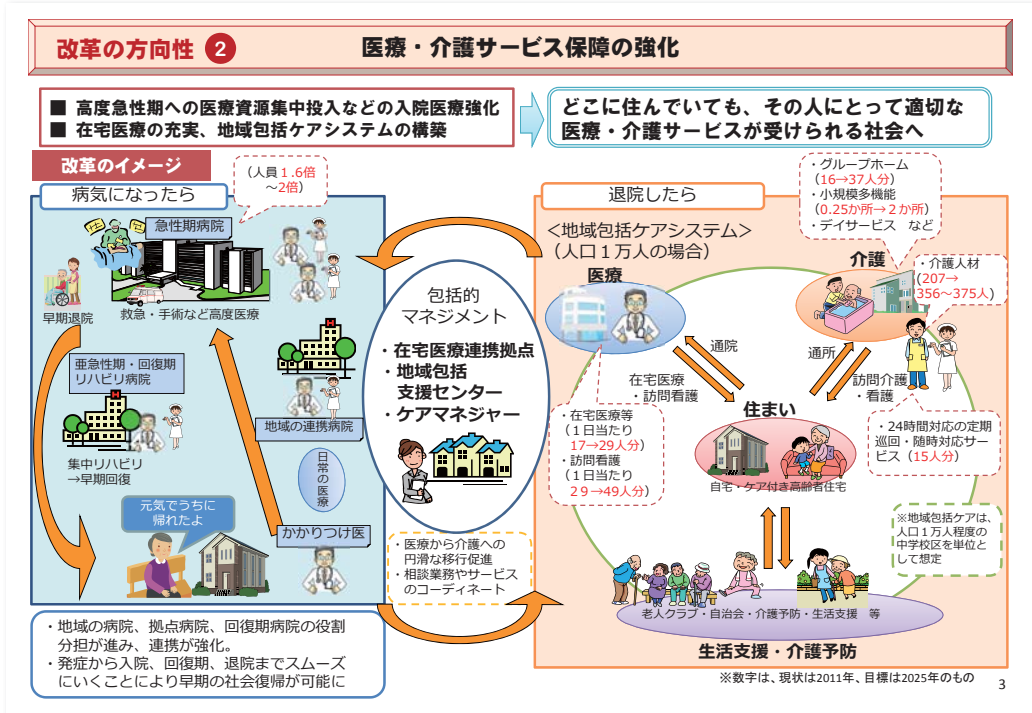 改革の方向性 2
医療・介護サービス保障の強化
■ 高度急性期への医療資源集中投入などの入院医療強化
■ 在宅医療の充実、地域包括ケアシステムの構築
どこに住んでいても、その人にとって適切な
医療・介護サービスが受けられる社会へ
改革のイメージ
病気になったら
(人員1.6倍
～2倍)
急性期病院
早期退院
救急・手術など高度医療
亜急性期・回復期
リハビリ病院
地域の連携病院
集中リハビリ
→早期回復
日常の医療
元気でうちに
帰れたよ
かかりつけ医
・地域の病院、拠点病院、回復期病院の役割
分担が進み、連携が強化。
・発症から入院、回復期、退院までスムーズ
にいくことにより早期の社会復帰が可能に
包括的
マネジメント
・在宅医療連携拠点
・地域包括
支援センター
・ケアマネジャー
・医療から介護への
円滑な移行促進
・相談業務やサービス
のコーディネート
退院したら
＜地域包括ケアシステム＞
(人口１万人の場合)
・グループホーム
(16→37人分)
・小規模多機能
(0.25か所→２か所)
・デイサービス など
医療
介護
・介護人材
(207→
356～375人)
通院
通所
在宅医療
・訪問看護
訪問介護
・看護
住まい
・在宅医療等
(１日当たり
17→29人分)
・訪問看護
(１日当たり
２９→49人分)
・24時間対応の定期
巡回・随時対応サー
ビス (15人分)
自宅・ケア付き高齢者住宅
※地域包括ケアは、
人口１万人程度の
中学校区を単位と
して想定
老人クラブ・自治会・介護予防・生活支援 等
生活支援・介護予防
※数字は、現状は2011年、目標は2025年のもの
3